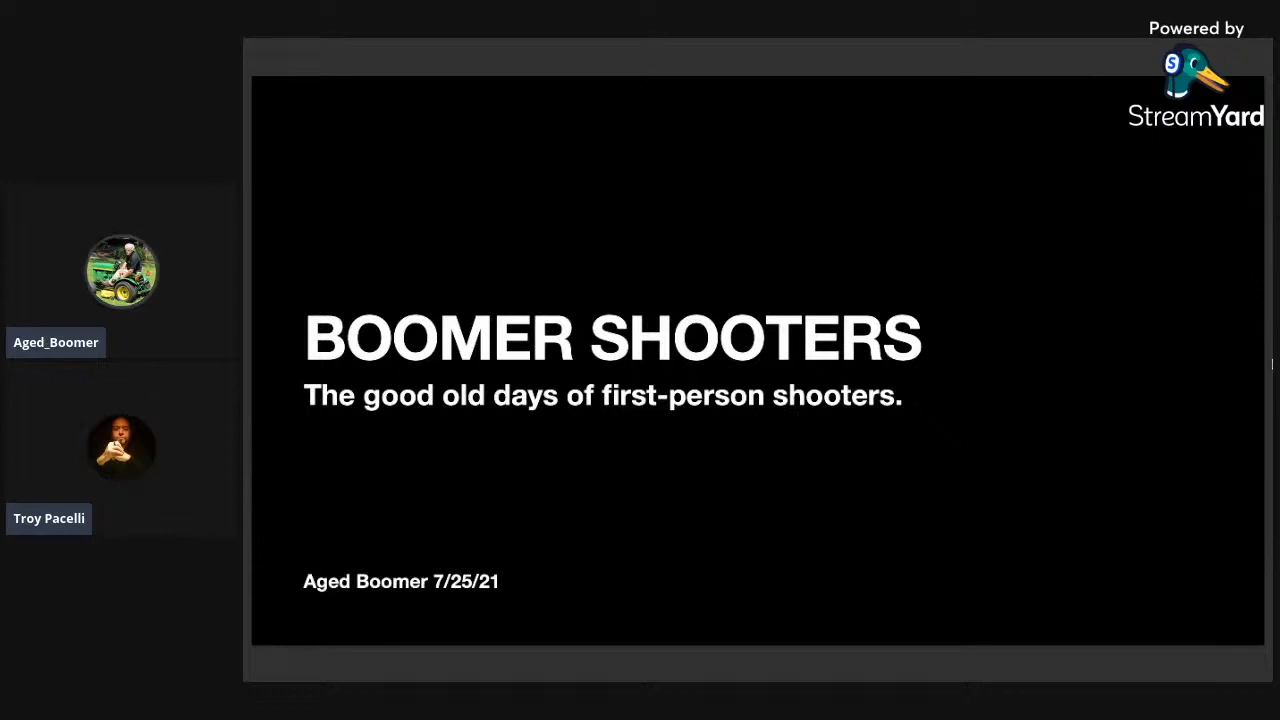 Powered by
StreamYard
BOOMER SHOOTERS
The good old days of first-person shooters.
Aged_Boomer
Troy Pacelli
Aged Boomer 7/25/21